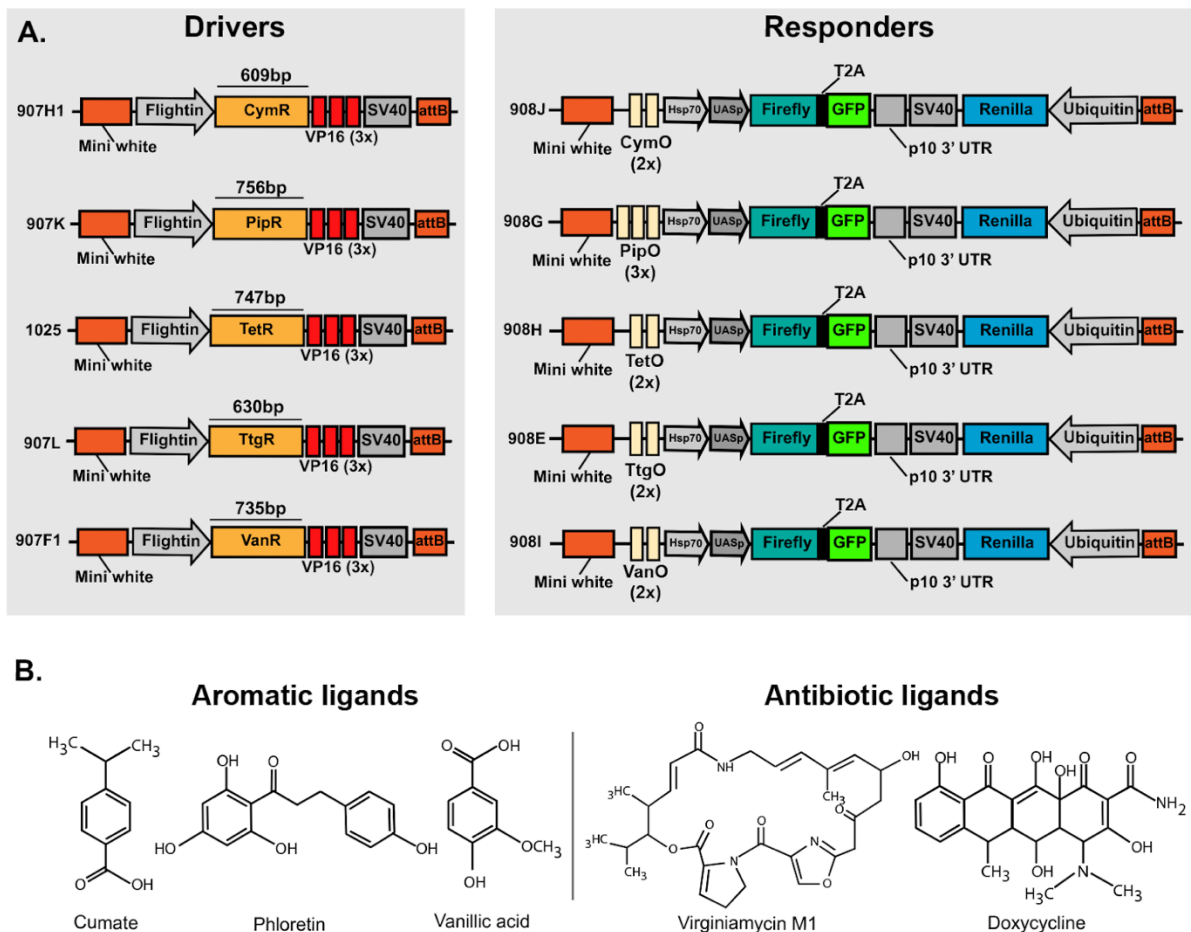 A.
Drivers
609bp
907H1
Flightin
CymR
SV40
attB
VP16 (3x)
Mini white
756bp
907K
Flightin
PipR
SV40
attB
VP16 (3x)
Mini white
747bp
1025
Flightin
TetR
SV40
attB
VP16 (3x)
Mini white
630bp
907L
Flightin
TtgR
SV40
attB
VP16 (3x)
Mini white
735bp
907F1
Flightin
VanR
SV40
attB
VP16 (3x)
Mini white
Responders
T2A
908J
Hsp70
UASp
Firefly
GFP
SV40
Renilla
Ubiquitin
attB
Mini white
CymO
(2x)
p10 3’ UTR
T2A
908G
Hsp70
UASp
Firefly
GFP
SV40
Renilla
Ubiquitin
attB
Mini white
PipO
(3x)
p10 3’ UTR
T2A
908H
Hsp70
UASp
Firefly
GFP
SV40
Renilla
Ubiquitin
attB
Mini white
TetO
(2x)
p10 3’ UTR
T2A
908E
Hsp70
UASp
Firefly
GFP
SV40
Renilla
Ubiquitin
attB
Mini white
TtgO
(2x)
p10 3’ UTR
T2A
908I
Hsp70
UASp
Firefly
GFP
SV40
Renilla
Ubiquitin
attB
Mini white
VanO
(2x)
p10 3’ UTR
B.
Aromatic ligands
H₃C
CH₃
O
OH
Cumate
OH
O
HO
OH
OH
Phloretin
O
OH
OCH₃
OH
Vanillic acid
Antibiotic ligands
O
NH
OH
CH₃
₃HC
H₃C
CH₃
O
O
O
N
O
N
O
Virginiamycin M1
OH
O
OH
OH
O
O
NH₂
CH₃
OH
OH
N
H₃C
CH₃
Doxycycline